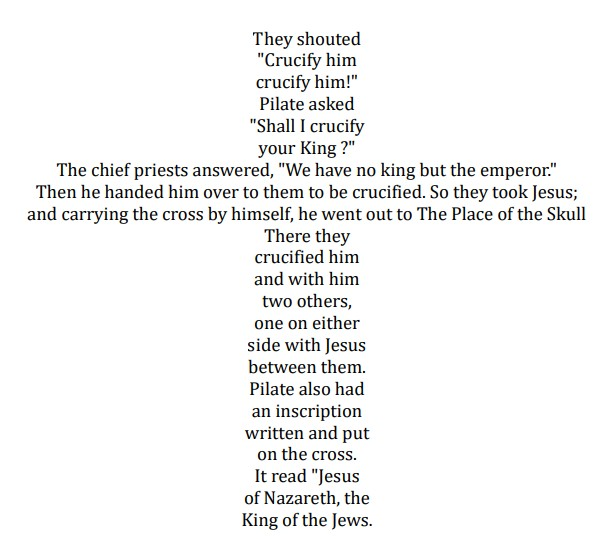 They shouted
"Crucify him
crucify him!"
Pilate asked
"Shall I crucify
your King ?"
The chief priests answered, "We have no king but the emperor."
Then he handed him over to them to be crucified. So they took Jesus;
and carrying the cross by himself, he went out to The Place of the Skull
There they
crucified him
and with him
two others,
one on either
side with Jesus
between them.
Pilate also had
an inscription
written and put
on the cross.
It read "Jesus
of Nazareth, the
King of the Jews.